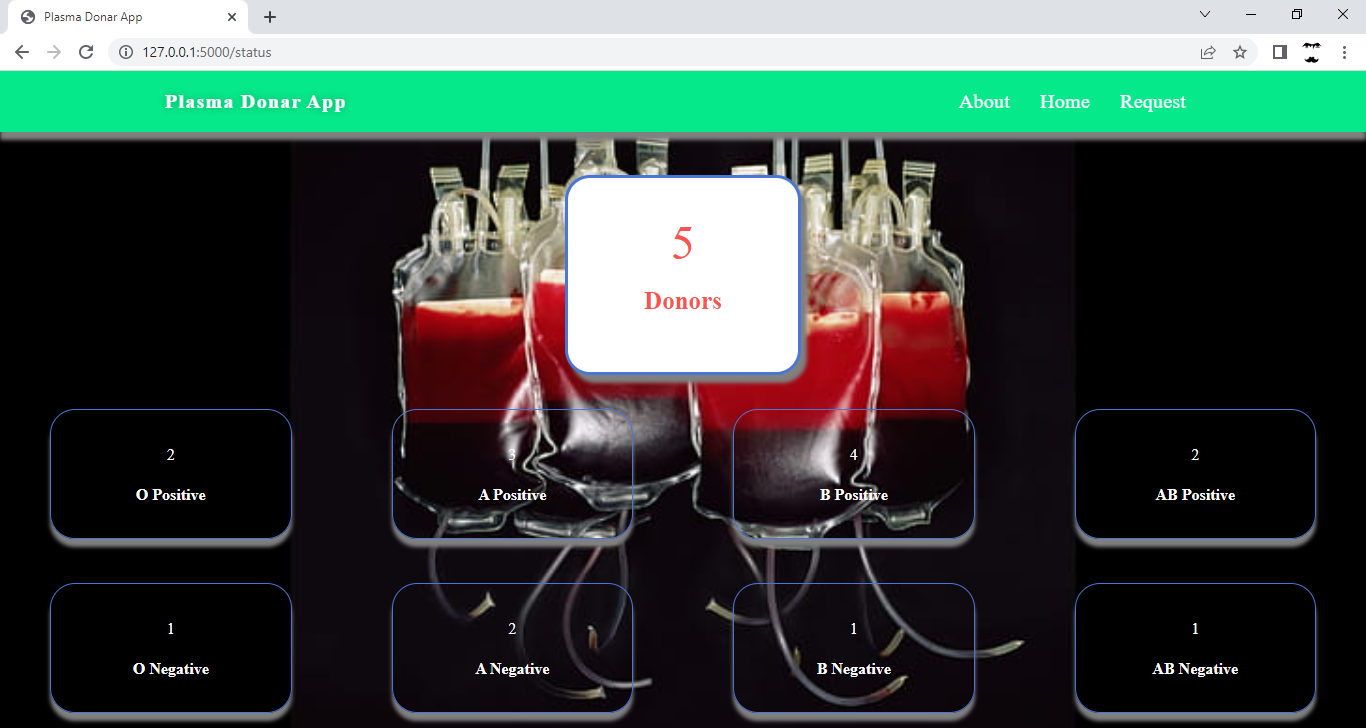 Plasma Donar App
127.0.0.1:5000/status
Plasma Donar App About Home Request
5
Donors
2 3 4 2
O Positive A Positive B Positive AB Positive
1 2 1 1
O Negative A Negative B Negative AB Negative